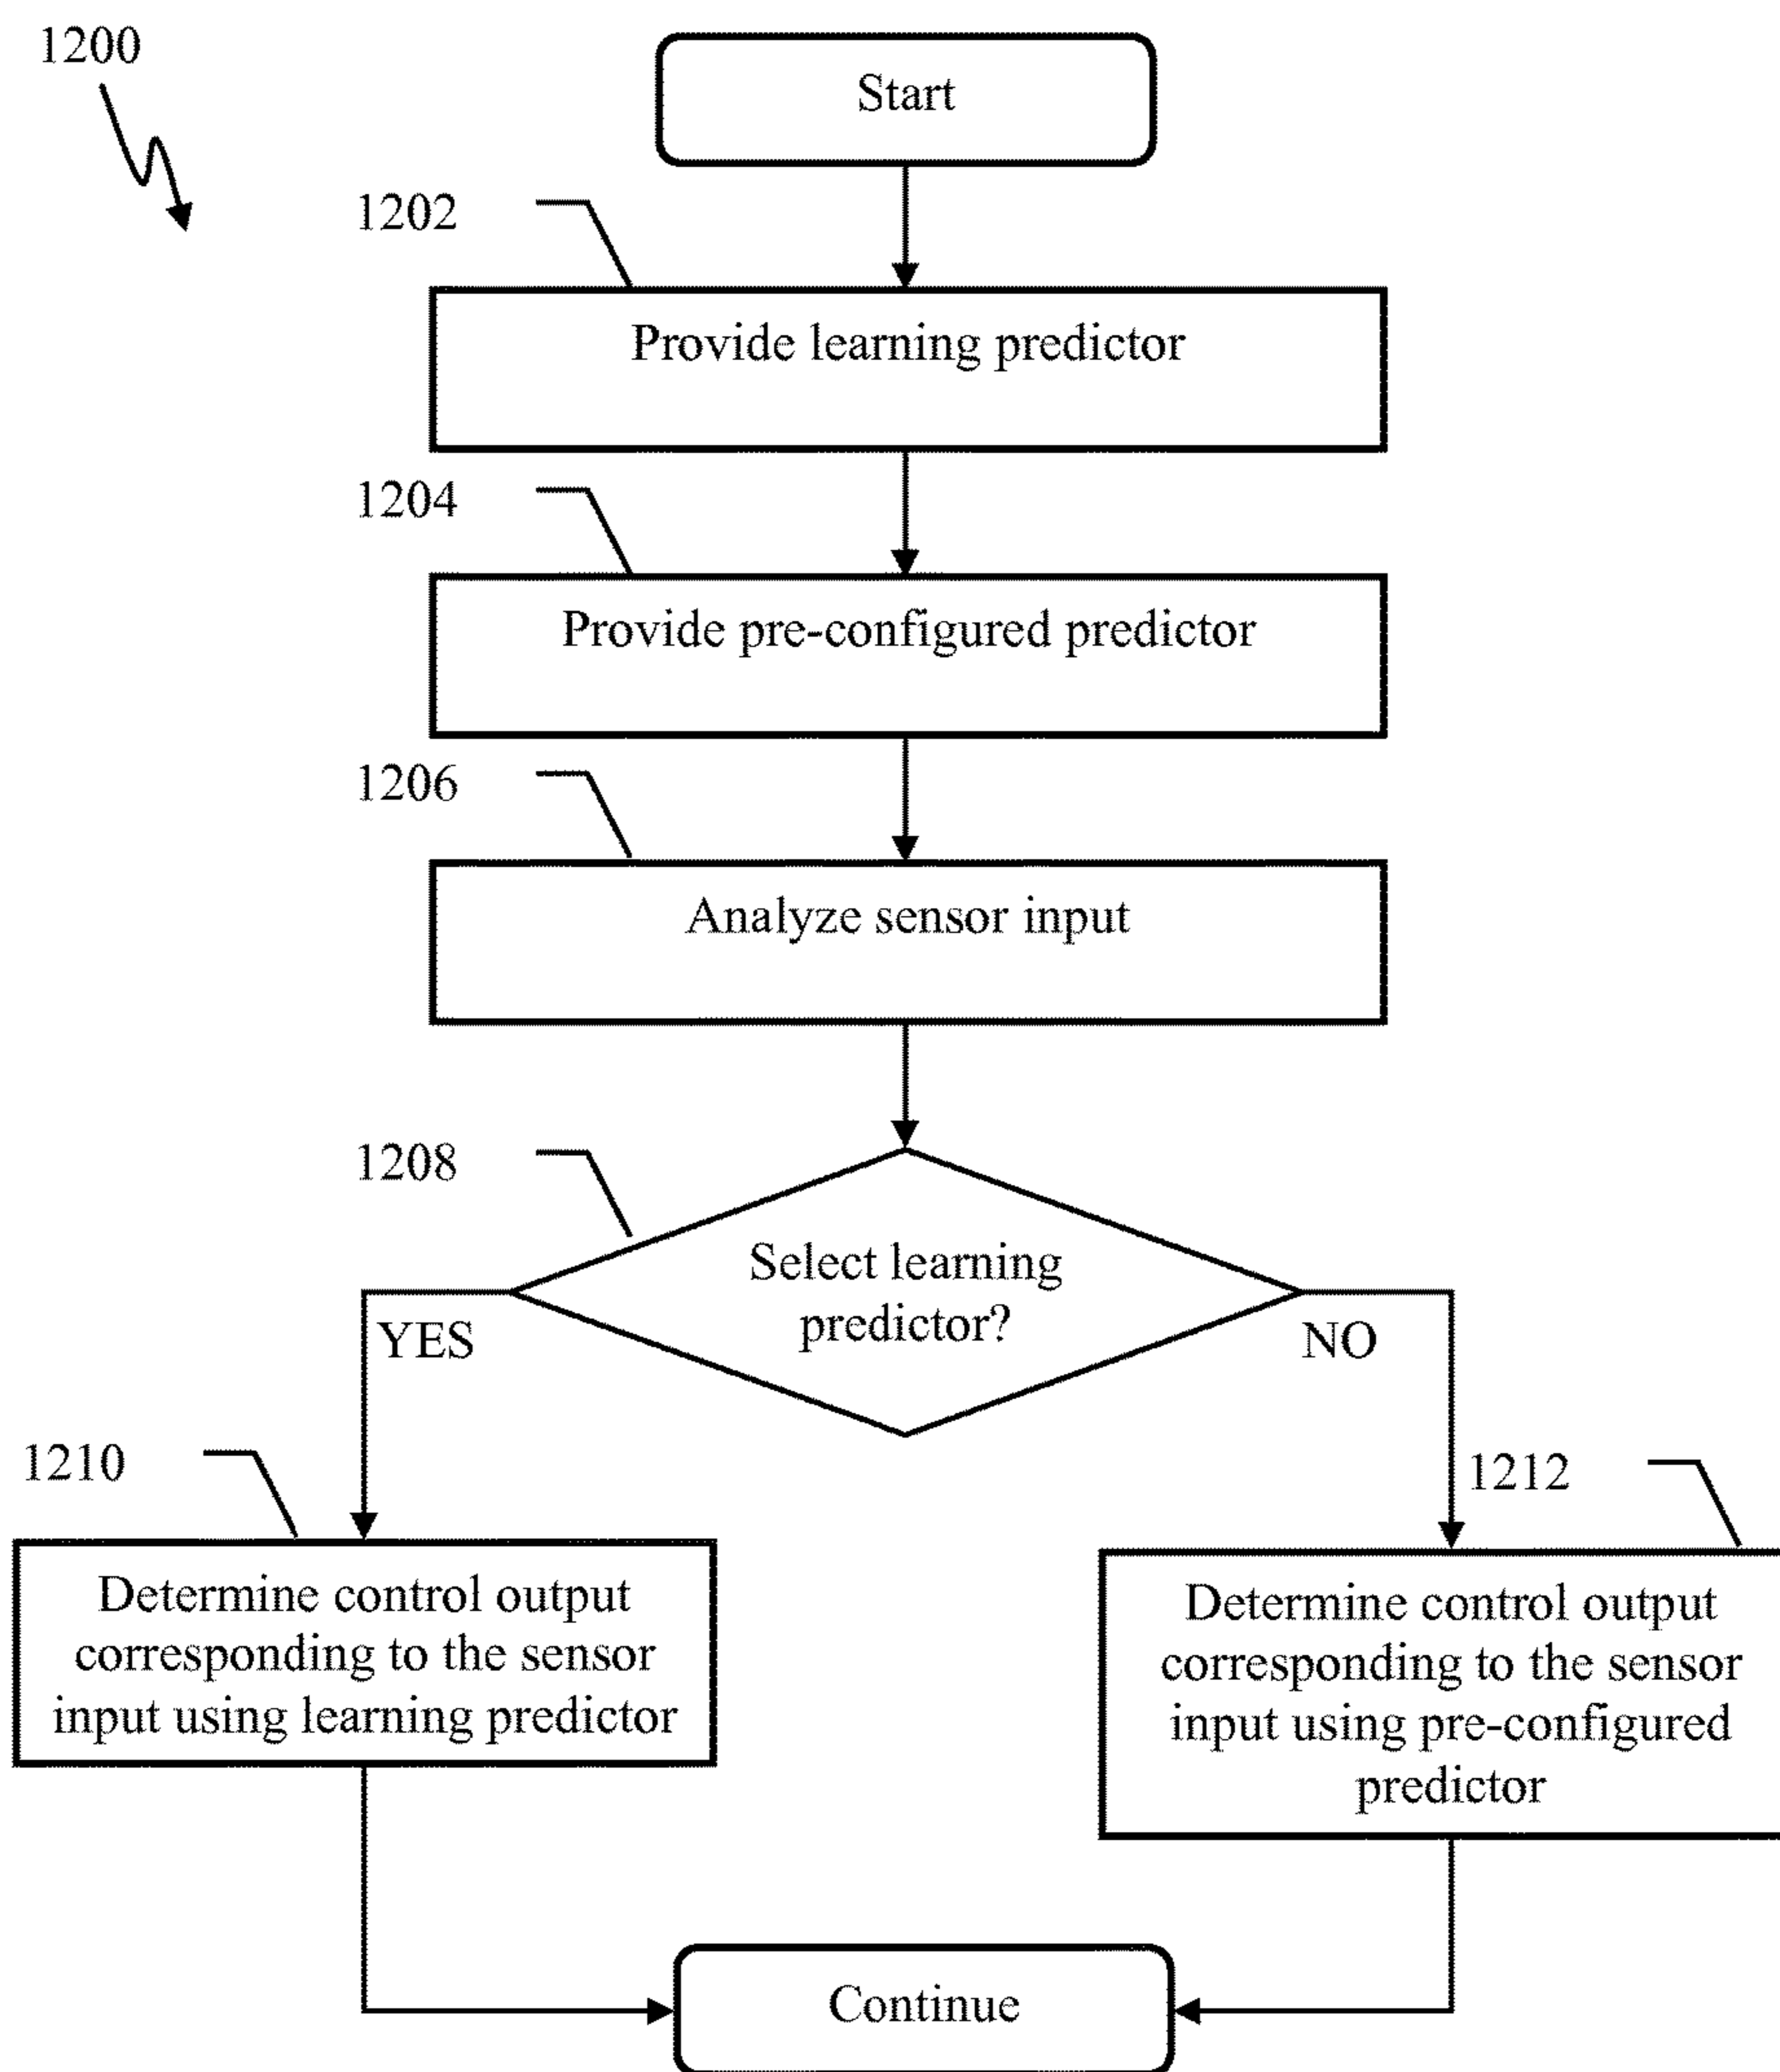 1200
Start
1202
Provide learning predictor
1204
Provide pre-configured predictor
1206
Analyze sensor input
1208
Select learning
predictor?
YES
NO
1210
1212
Determine control output
corresponding to the sensor
input using learning predictor
Determine control output
corresponding to the sensor
input using pre-configured
predictor
Continue